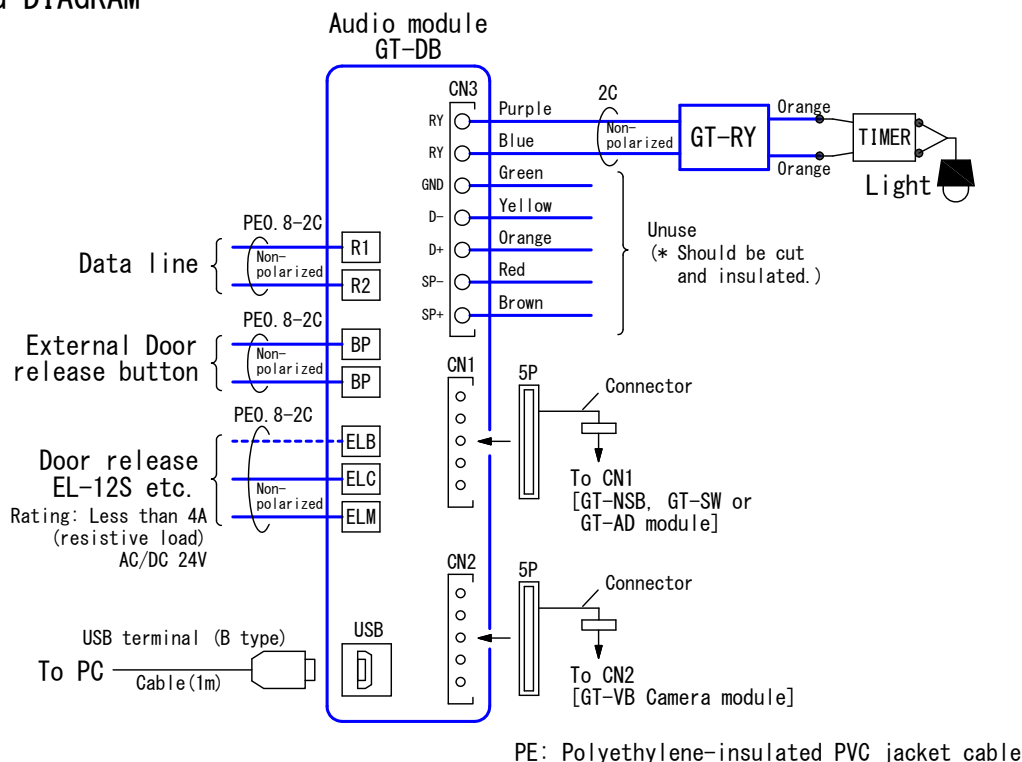 DIAGRAM
Audio module
GT-DB
CN3
RY
Purple
2C
Non-
polarized
GT-RY
Orange
TIMER
RY
Blue
Orange
Light
GND
Green
D-
Yellow
D+
Orange
SP-
Red
SP+
Brown
Unuse
(* Should be cut
and insulated.)
Data line
PE0.8-2C
Non-
polarized
R1
R2
External Door
release button
PE0.8-2C
Non-
polarized
BP
BP
Door release
EL-12S etc.
Rating: Less than 4A
(resistive load)
AC/DC 24V
PE0.8-2C
Non-
polarized
ELB
ELC
ELM
CN1
5P
Connector
To CN1
[GT-NSB, GT-SW or
GT-AD module]
CN2
5P
Connector
To CN2
[GT-VB Camera module]
USB terminal (B type)
To PC
Cable(1m)
USB
PE: Polyethylene-insulated PVC jacket cable